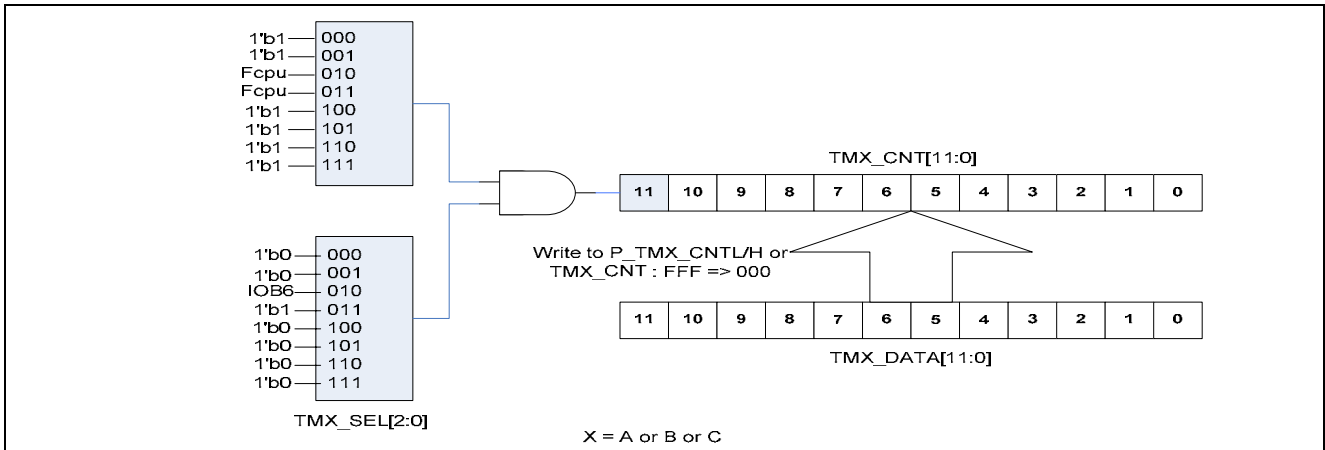 1'b1 000
1'b1 001
Fcpu 010
Fcpu 011
1'b1 100
1'b1 101
1'b1 110
1'b1 111
TMX_CNT[11:0]
11 10 9 8 7 6 5 4 3 2 1 0
1'b0 000
1'b0 001
IOB6 010
1'b1 011
1'b0 100
1'b0 101
1'b0 110
1'b0 111
TMX_SEL[2:0]
Write to P_TMX_CNTL/H or
TMX_CNT : FFF => 000
11 10 9 8 7 6 5 4 3 2 1 0
TMX_DATA[11:0]
X = A or B or C